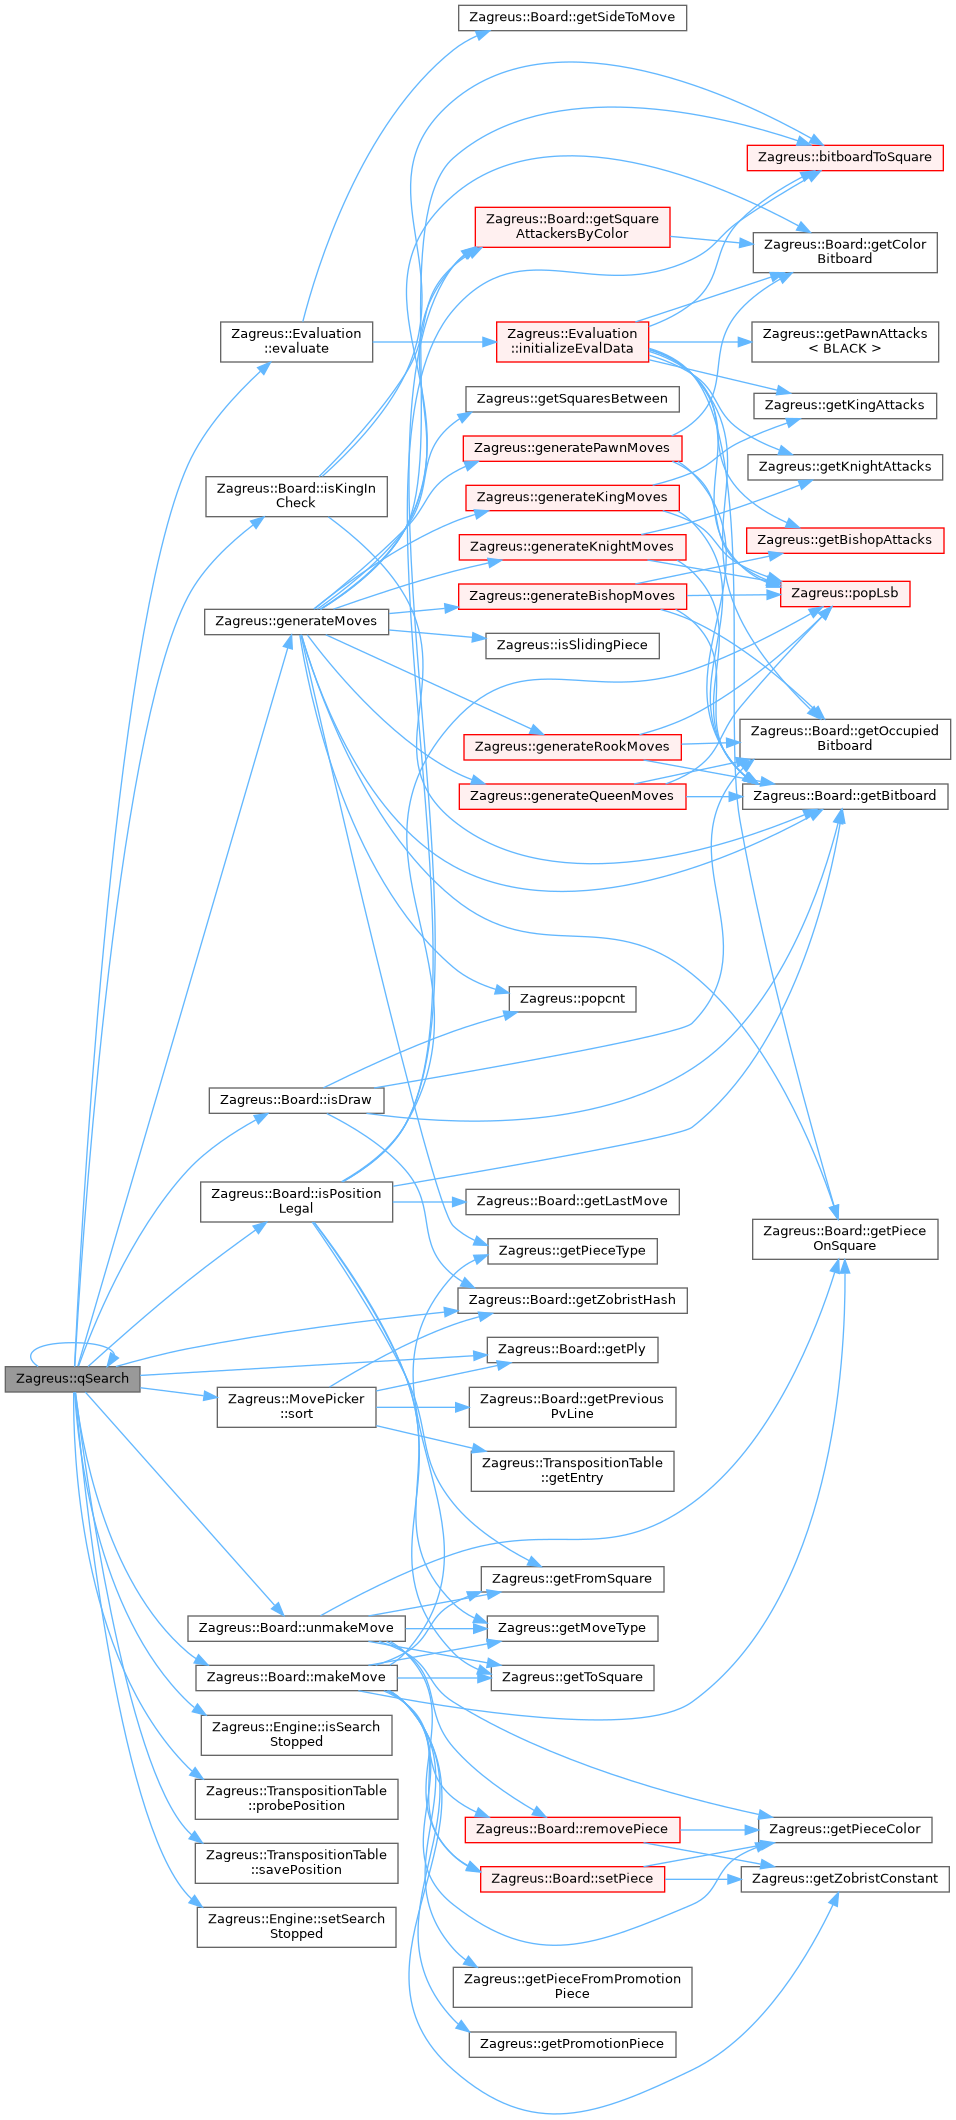 Zagreus::qSearch
Zagreus::Evaluation
::evaluate
Zagreus::Board::isKingIn
Check
Zagreus::generateMoves
Zagreus::Board::isDraw
Zagreus::Board::isPosition
Legal
Zagreus::MovePicker
::sort
Zagreus::Board::unmakeMove
Zagreus::Board::makeMove
Zagreus::Engine::isSearch
Stopped
Zagreus::TranspositionTable
::probePosition
Zagreus::TranspositionTable
::savePosition
Zagreus::Engine::setSearch
Stopped
Zagreus::Board::getSideToMove
Zagreus::Board::getSquare
AttackersByColor
Zagreus::Evaluation
::initializeEvalData
Zagreus::getSquaresBetween
Zagreus::generatePawnMoves
Zagreus::generateKingMoves
Zagreus::generateKnightMoves
Zagreus::generateBishopMoves
Zagreus::isSlidingPiece
Zagreus::generateRookMoves
Zagreus::generateQueenMoves
Zagreus::popcnt
Zagreus::Board::getLastMove
Zagreus::getPieceType
Zagreus::Board::getZobristHash
Zagreus::Board::getPly
Zagreus::Board::getPrevious
PvLine
Zagreus::TranspositionTable
::getEntry
Zagreus::getFromSquare
Zagreus::getMoveType
Zagreus::getToSquare
Zagreus::Board::removePiece
Zagreus::Board::setPiece
Zagreus::getPieceFromPromotion
Piece
Zagreus::getPromotionPiece
Zagreus::bitboardToSquare
Zagreus::Board::getColor
Bitboard
Zagreus::getPawnAttacks
< BLACK >
Zagreus::getKingAttacks
Zagreus::getKnightAttacks
Zagreus::getBishopAttacks
Zagreus::popLsb
Zagreus::Board::getOccupied
Bitboard
Zagreus::Board::getBitboard
Zagreus::Board::getPiece
OnSquare
Zagreus::getPieceColor
Zagreus::getZobristConstant